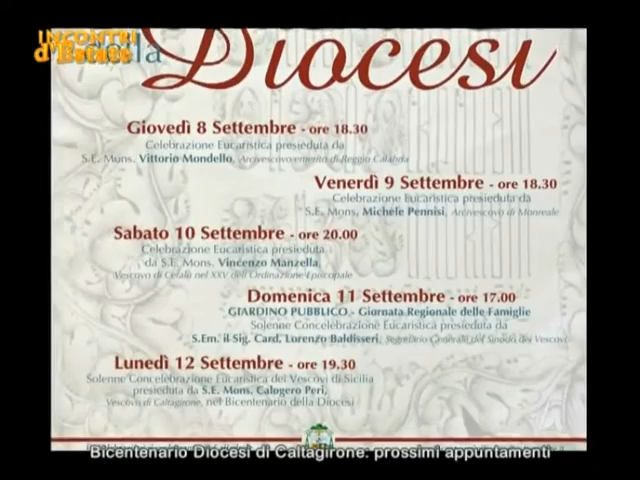 INCONTRI
d'Estate
della
Diocesi
Giovedì 8 Settembre - ore 18.30
Celebrazione Eucaristica presieduta da
S.E. Mons. Vittorio Mondello, Arcivescovo emerito di Reggio Calabria
Venerdì 9 Settembre - ore 18.30
Celebrazione Eucaristica presieduta da
S.E. Mons. Michele Pennisi, Arcivescovo di Monreale
Sabato 10 Settembre - ore 20.00
Celebrazione Eucaristica presieduta
da S.E. Mons. Vincenzo Manzella,
Vescovo di Cefalù nel XXV dell'Ordinazione Episcopale
Domenica 11 Settembre - ore 17.00
GIARDINO PUBBLICO - Giornata Regionale delle Famiglie
Solenne Concelebrazione Eucaristica presieduta da
S.Em. il Sig. Card. Lorenzo Baldisseri, Segretario Generale del Sinodo dei Vescovi
Lunedì 12 Settembre - ore 19.30
Solenne Concelebrazione Eucaristica dei Vescovi di Sicilia
presieduta da S.E. Mons. Calogero Peri,
Vescovo di Caltagirone, nel Bicentenario della Diocesi
Bicentenario Diocesi di Caltagirone: prossimi appuntamenti